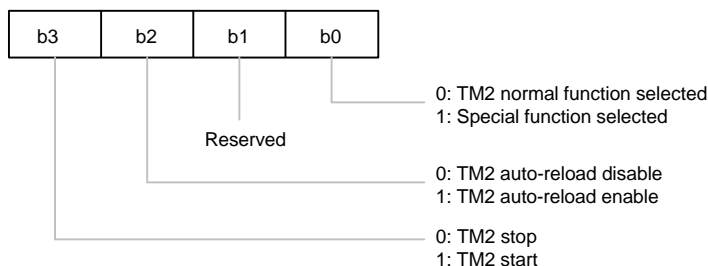 b3 b2 b1 b0
0: TM2 normal function selected
1: Special function selected
Reserved
0: TM2 auto-reload disable
1: TM2 auto-reload enable
0: TM2 stop
1: TM2 start